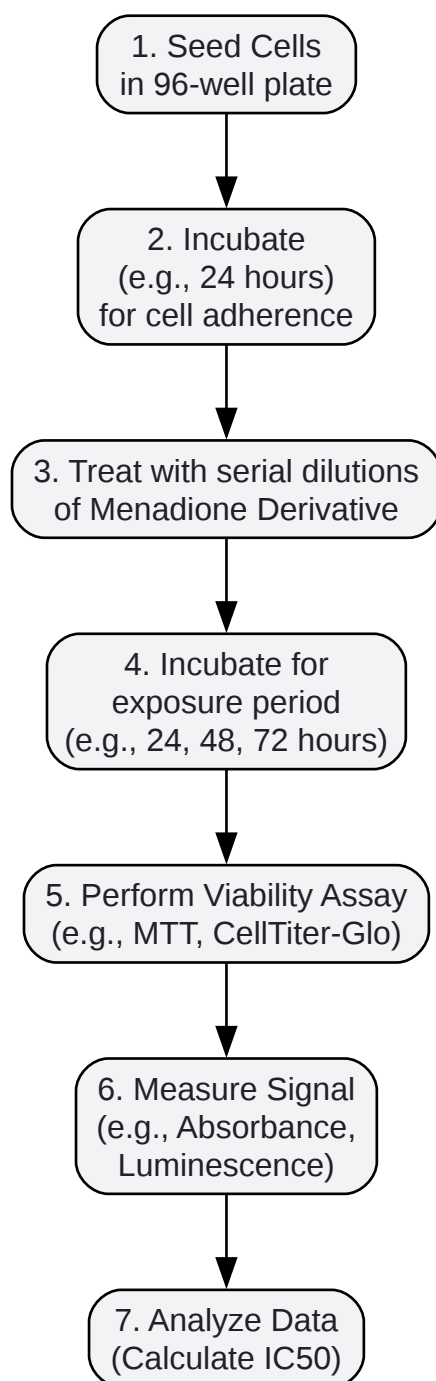 1. Seed Cells
in 96-well plate
2. Incubate
(e.g., 24 hours)
for cell adherence
3. Treat with serial dilutions
of Menadione Derivative
4. Incubate for
exposure period
(e.g., 24, 48, 72 hours)
5. Perform Viability Assay
(e.g., MTT, CellTiter-Glo)
6. Measure Signal
(e.g., Absorbance,
Luminescence)
7. Analyze Data
(Calculate IC50)